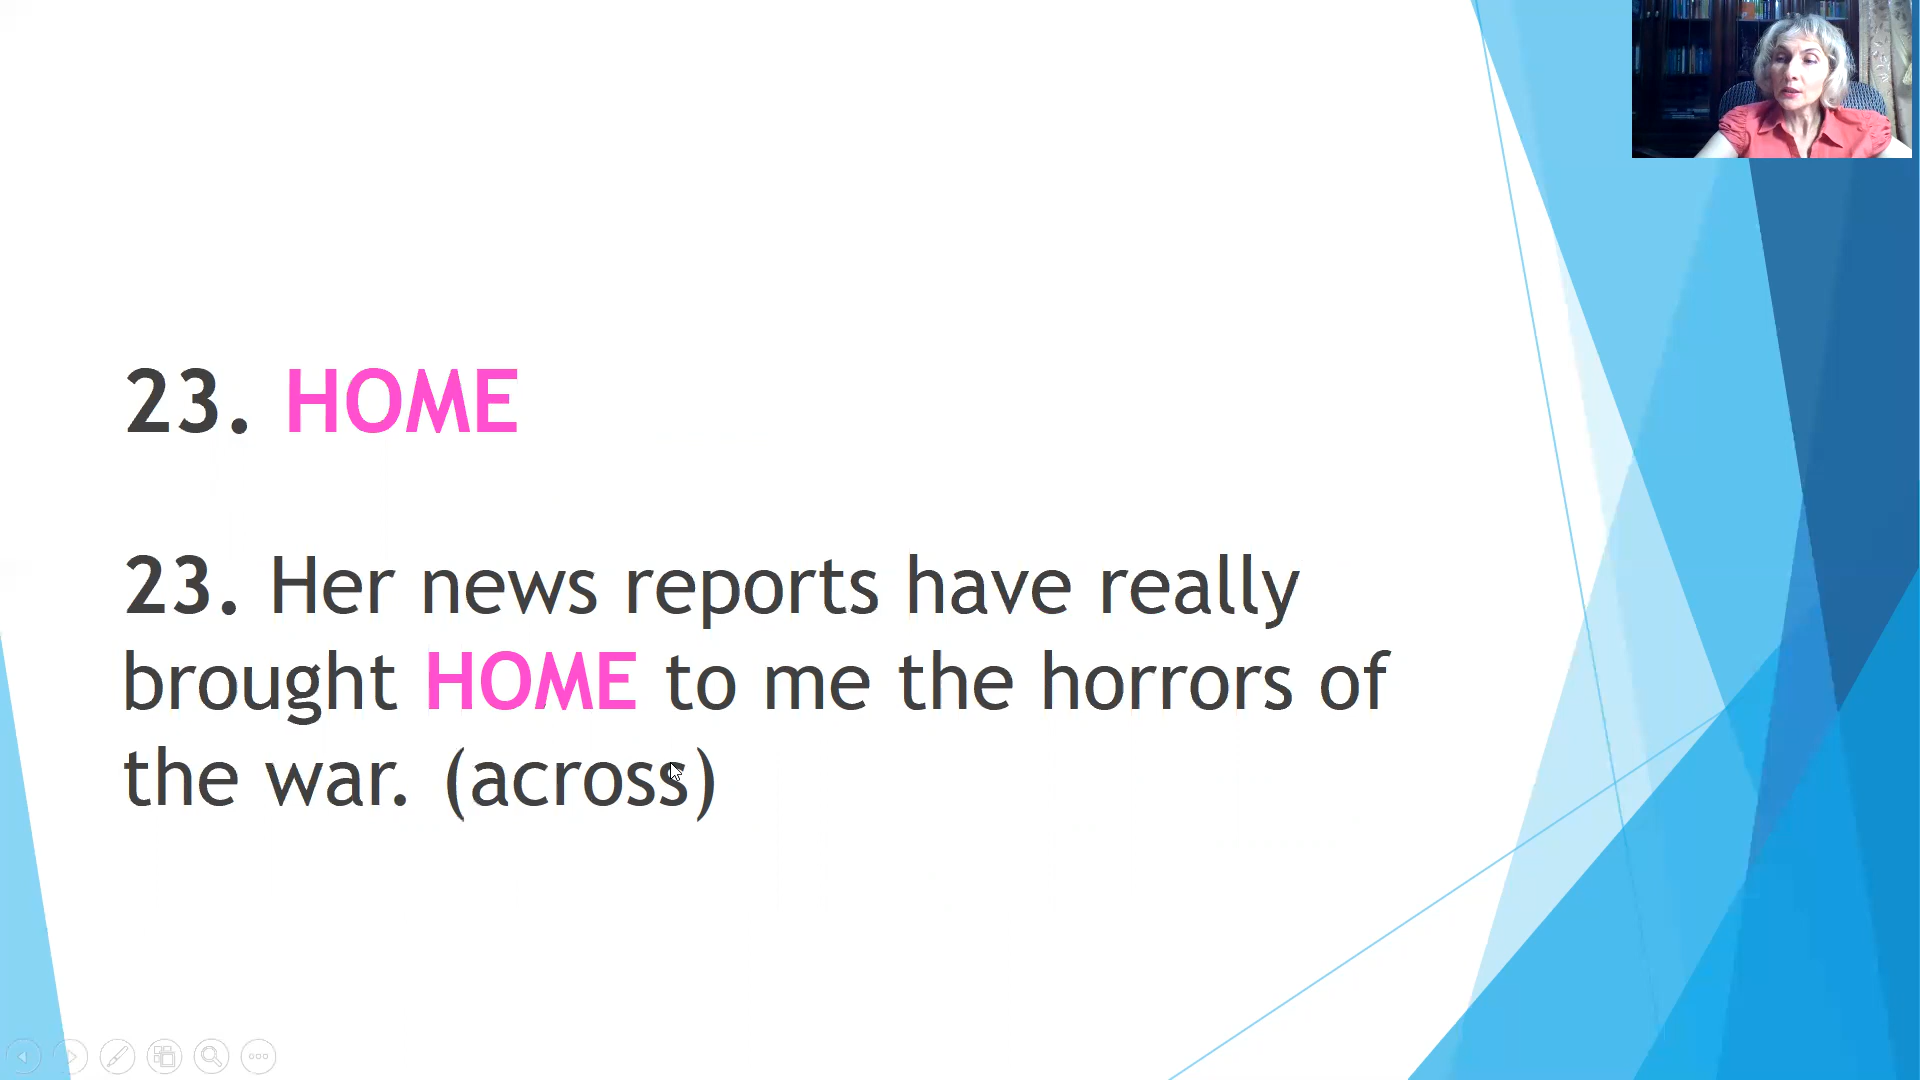 23. HOME
23. Her news reports have really
brought HOME to me the horrors of
the war. (across)